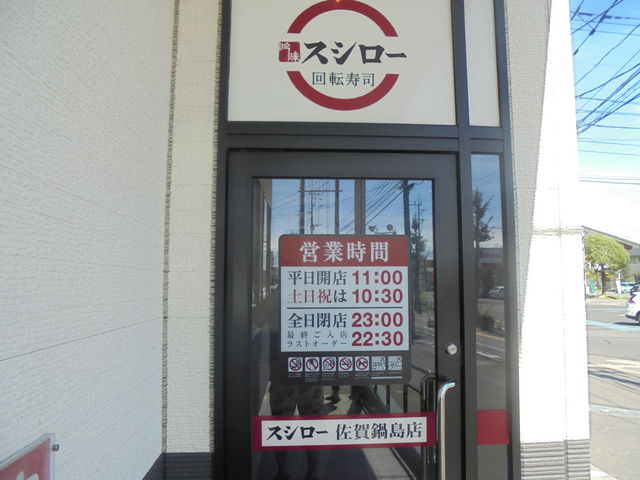 吟味
スシロー
回転寿司
営業時間
平日開店 11:00
土日祝は 10:30
全日閉店 23:00
最終ご入店
ラストオーダー 22:30
スシロー 佐賀鍋島店